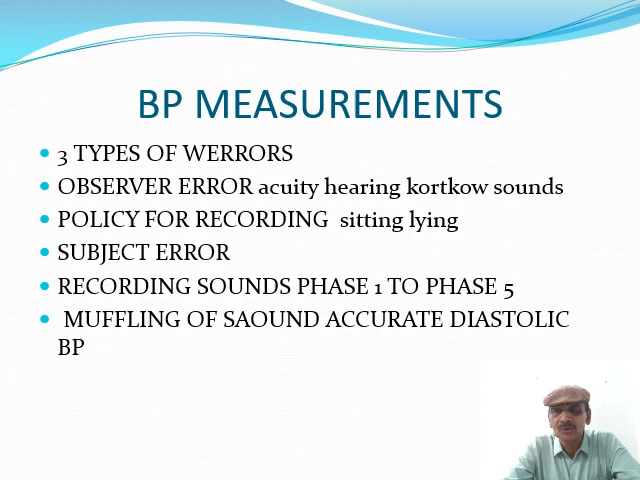 BP MEASUREMENTS
3 TYPES OF WERRORS
OBSERVER ERROR acuity hearing kortkow sounds
POLICY FOR RECORDING sitting lying
SUBJECT ERROR
RECORDING SOUNDS PHASE 1 TO PHASE 5
MUFFLING OF SAOUND ACCURATE DIASTOLIC
BP